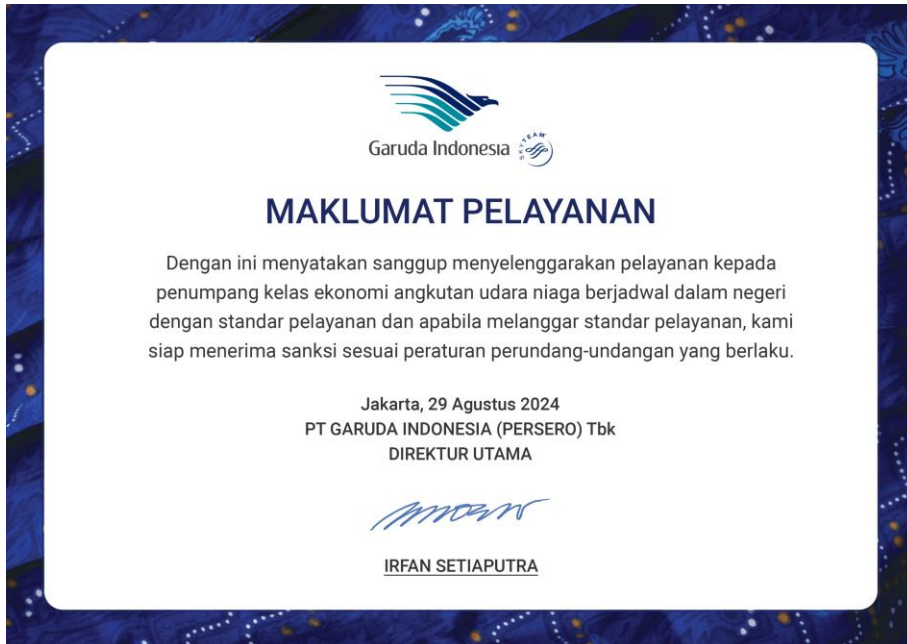 Garuda Indonesia
SKYTEAM
MAKLUMAT PELAYANAN
Dengan ini menyatakan sanggup menyelenggarakan pelayanan kepada
penumpang kelas ekonomi angkutan udara niaga berjadwal dalam negeri
dengan standar pelayanan dan apabila melanggar standar pelayanan, kami
siap menerima sanksi sesuai peraturan perundang-undangan yang berlaku.
Jakarta, 29 Agustus 2024
PT GARUDA INDONESIA (PERSERO) Tbk
DIREKTUR UTAMA
IRFAN SETIAPUTRA